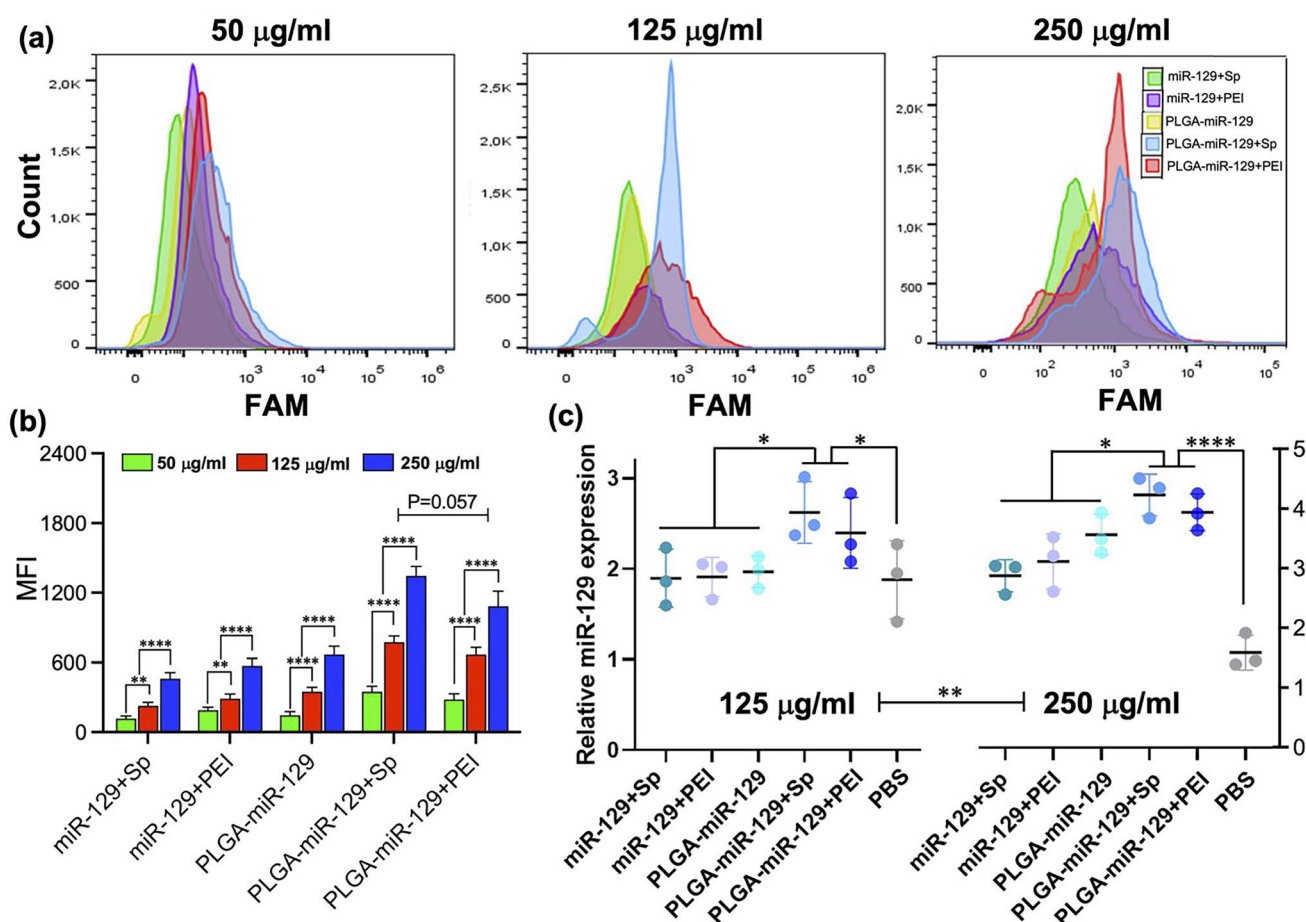 (a)
50 μg/ml
125 μg/ml
250 μg/ml
Count
2,0K
1,5K
1,0K
500
0
0
10³
10⁴
10⁵
10⁶
FAM
2,5K
2,0K
1,5K
1,0K
500
0
0
10³
10⁴
10⁵
10⁶
FAM
2,0K
1,5K
1,0K
500
0
0
10²
10³
10⁴
10⁵
FAM
miR-129+Sp
miR-129+PEI
PLGA-miR-129
PLGA-miR-129+Sp
PLGA-miR-129+PEI
(b)
MFI
2400
1800
1200
600
0
50 μg/ml
125 μg/ml
250 μg/ml
**
****
**
****
****
****
****
****
P=0.057
****
****
miR-129+Sp
miR-129+PEI
PLGA-miR-129
PLGA-miR-129+Sp
PLGA-miR-129+PEI
(c)
Relative miR-129 expression
3
2
1
0
*
*
125 μg/ml
**
miR-129+Sp
miR-129+PEI
PLGA-miR-129
PLGA-miR-129+Sp
PLGA-miR-129+PEI
PBS
*
****
250 μg/ml
5
4
3
2
1
0
miR-129+Sp
miR-129+PEI
PLGA-miR-129
PLGA-miR-129+Sp
PLGA-miR-129+PEI
PBS